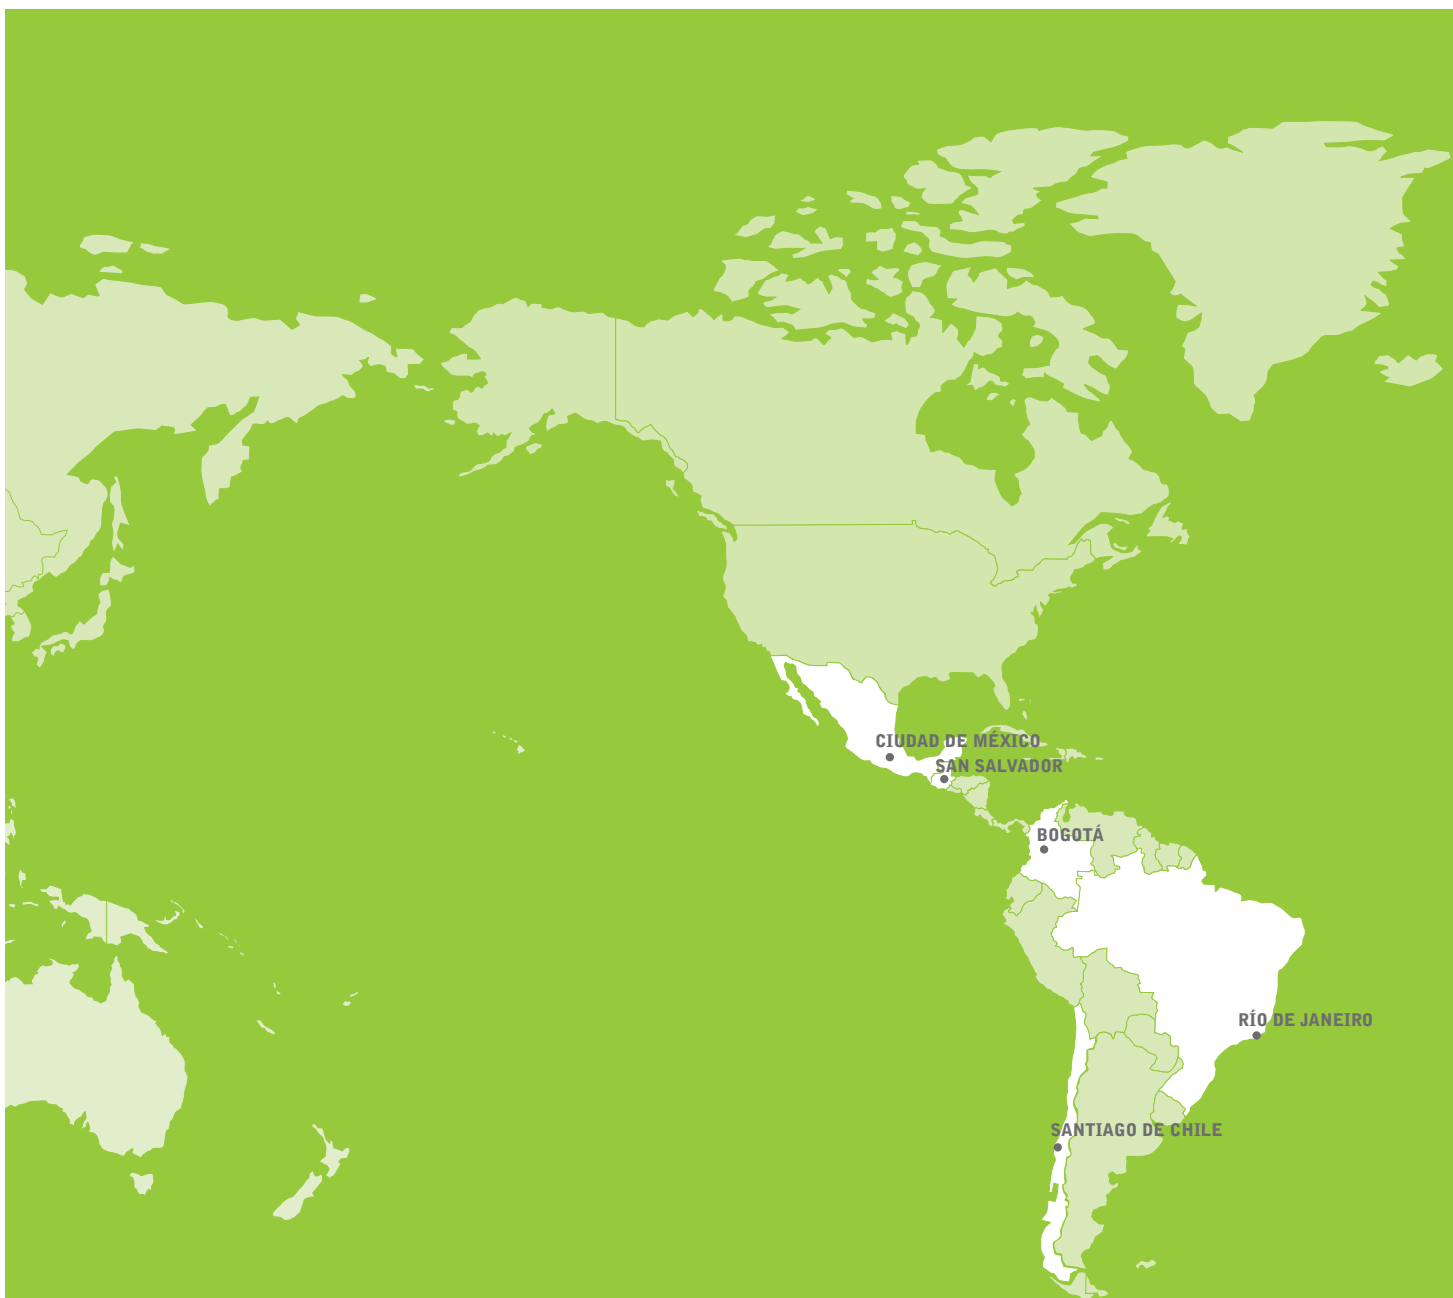 CIUDAD DE MÉXICO
SAN SALVADOR
BOGOTÁ
RÍO DE JANEIRO
SANTIAGO DE CHILE